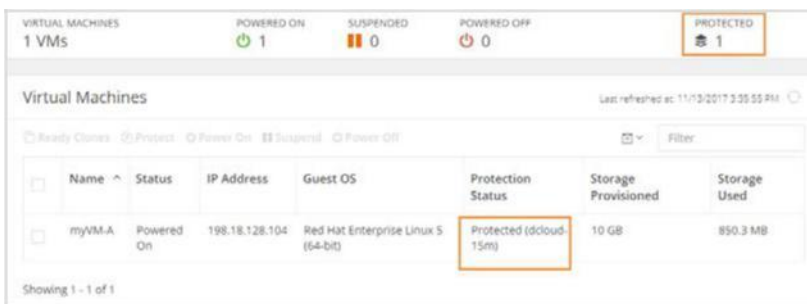 VIRTUAL MACHINES POWERED ON SUSPENDED POWERED OFF PROTECTED
1 VMs 1 0 0 1
Virtual Machines Last refreshed at: 11/13/2017 3:35:55 PM
Ready Clones Protect Power On Suspend Power Off Filter
Name Status IP Address Guest OS Protection Status Storage Provisioned Storage Used
myVM-A Powered On 198.18.128.104 Red Hat Enterprise Linux 5 (64-bit) Protected (dcloud-15m) 10 GB 850.3 MB
Showing 1 - 1 of 1